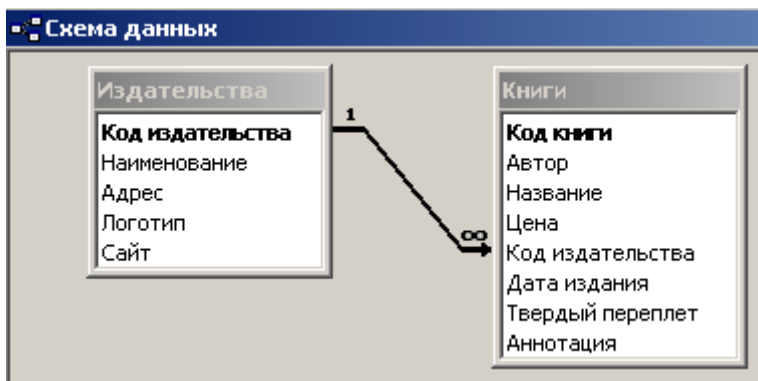 Схема данных
Издательства
Код издательства
Наименование
Адрес
Логотип
Сайт
1
∞
Книги
Код книги
Автор
Название
Цена
Код издательства
Дата издания
Твердый переплет
Аннотация